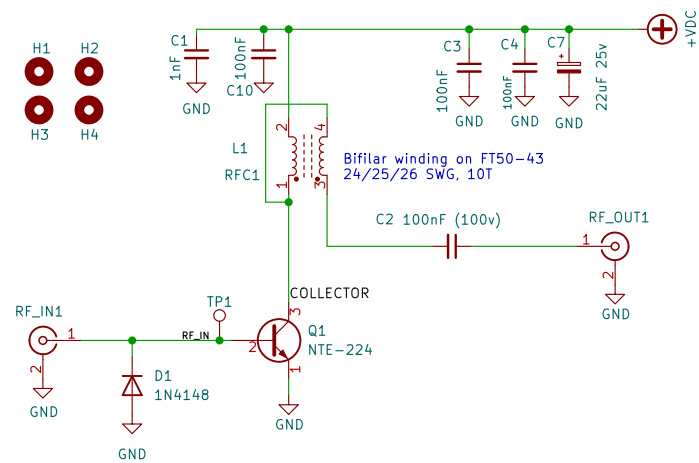 H1
H2
H3
H4
C1
1nF
GND
100nF
C10
GND
C3
100nF
GND
C4
100nF
GND
C7
+
22uF 25v
GND
+VDC
L1
RFC1
2
4
1
3
Bifilar winding on FT50-43
24/25/26 SWG, 10T
C2 100nF (100v)
RF_OUT1
1
2
GND
COLLECTOR
3
TP1
RF_IN
2
Q1
NTE-224
1
GND
RF_IN1
1
2
GND
D1
1N4148
GND